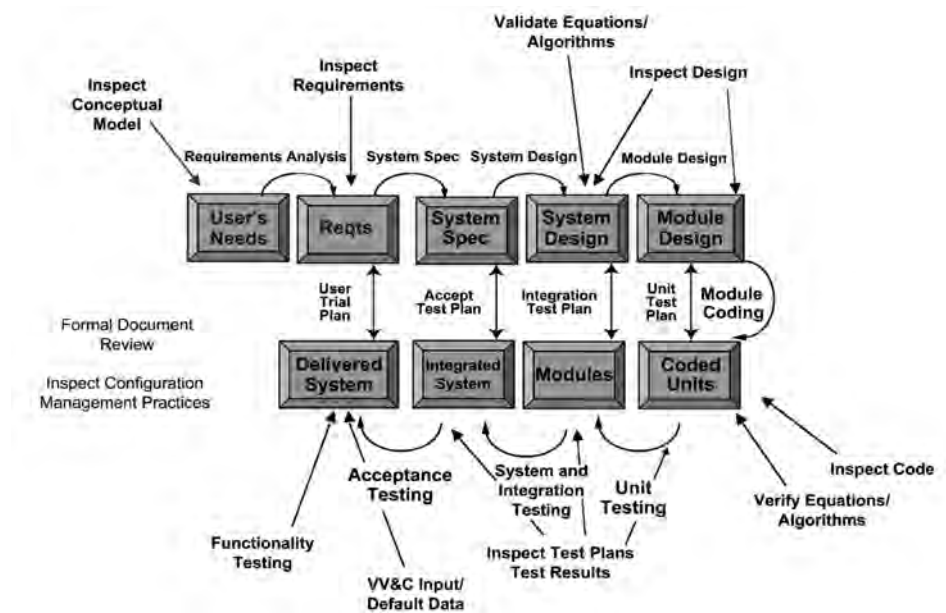 Validate Equations/
Algorithms
Inspect
Requirements
Inspect Design
Inspect
Conceptual
Model
Requirements Analysis
System Spec
System Design
Module Design
User's
Needs
Reqts
System
Spec
System
Design
Module
Design
User
Trial
Plan
Accept
Test Plan
Integration
Test Plan
Unit
Test
Plan
Module
Coding
Formal Document
Review
Inspect Configuration
Management Practices
Delivered
System
Integrated
System
Modules
Coded
Units
Acceptance
Testing
System and
Integration
Testing
Unit
Testing
Inspect Code
Verify Equations/
Algorithms
Functionality
Testing
Inspect Test Plans
Test Results
VV&C Input/
Default Data